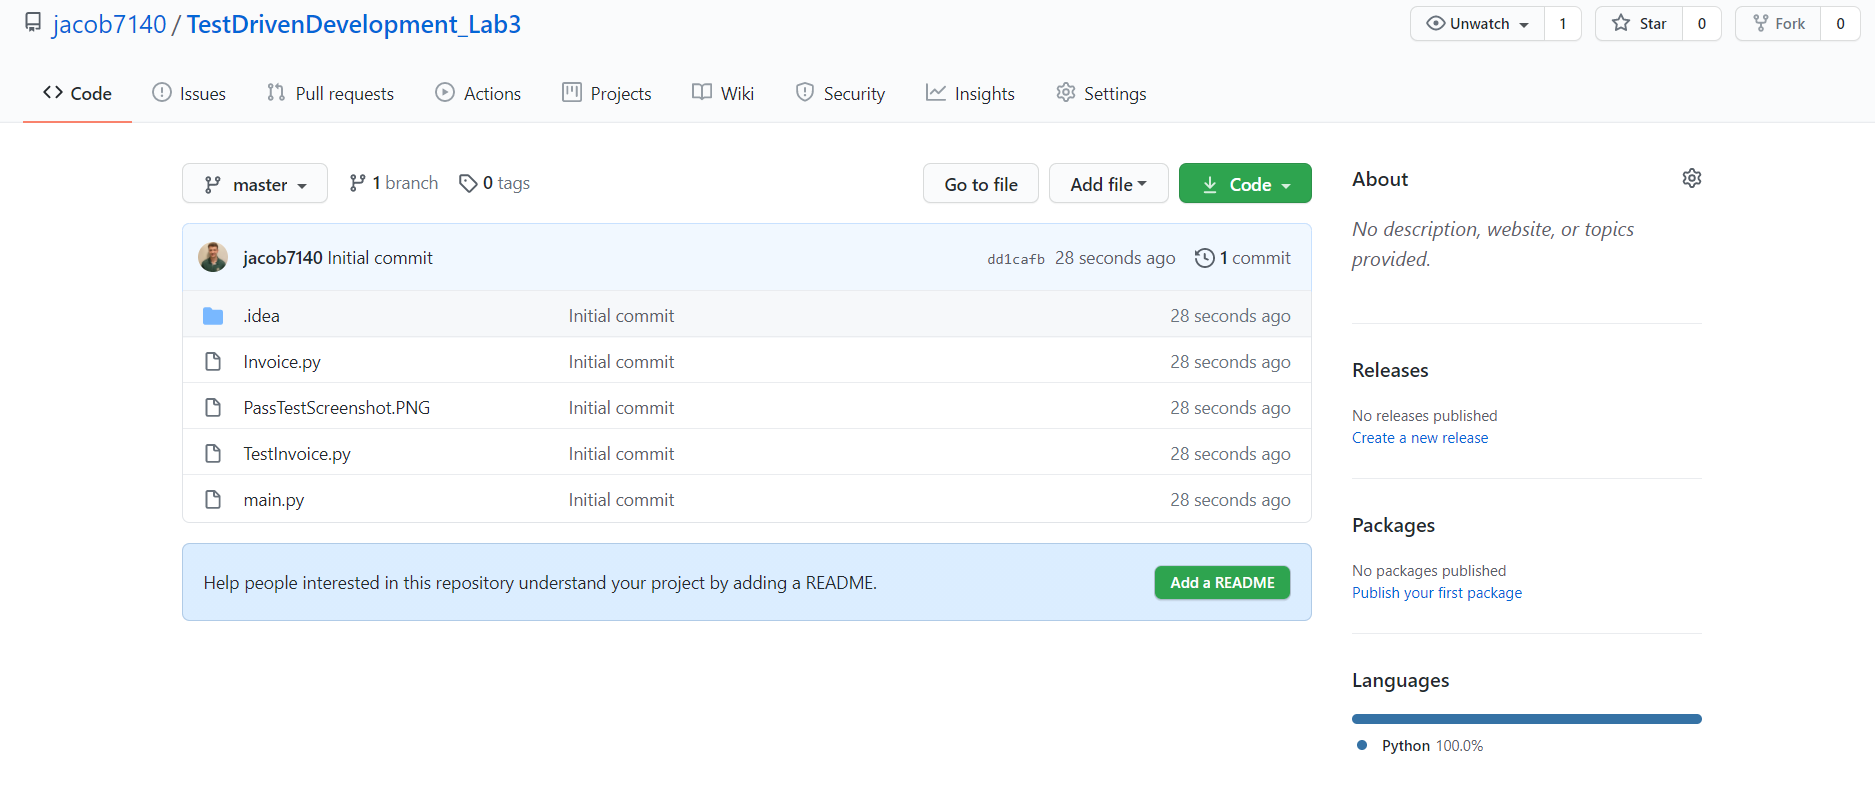 jacob7140 / TestDrivenDevelopment_Lab3
Unwatch 1 Star 0 Fork 0
Code Issues Pull requests Actions Projects Wiki Security Insights Settings
master 1 branch 0 tags Go to file Add file Code
jacob7140 Initial commit dd1cafb 28 seconds ago 1 commit
.idea Initial commit 28 seconds ago
Invoice.py Initial commit 28 seconds ago
PassTestScreenshot.PNG Initial commit 28 seconds ago
TestInvoice.py Initial commit 28 seconds ago
main.py Initial commit 28 seconds ago
Help people interested in this repository understand your project by adding a README. Add a README
About
No description, website, or topics
provided.
Releases
No releases published
Create a new release
Packages
No packages published
Publish your first package
Languages
Python 100.0%